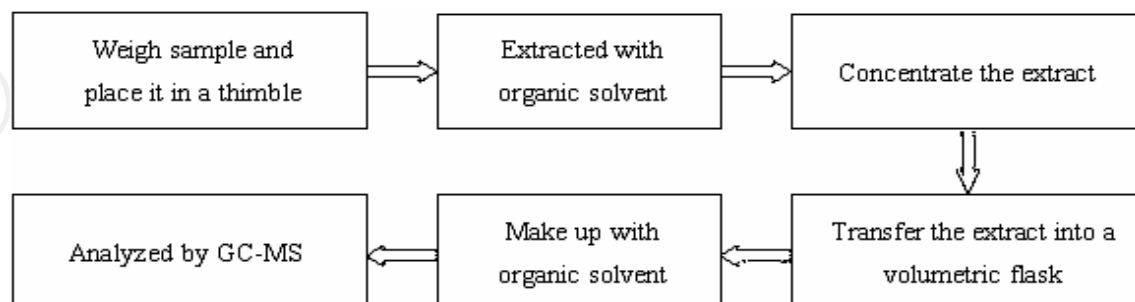 Weigh sample and
place it in a thimble
Extracted with
organic solvent
Concentrate the extract
Transfer the extract into a
volumetric flask
Make up with
organic solvent
Analyzed by GC-MS